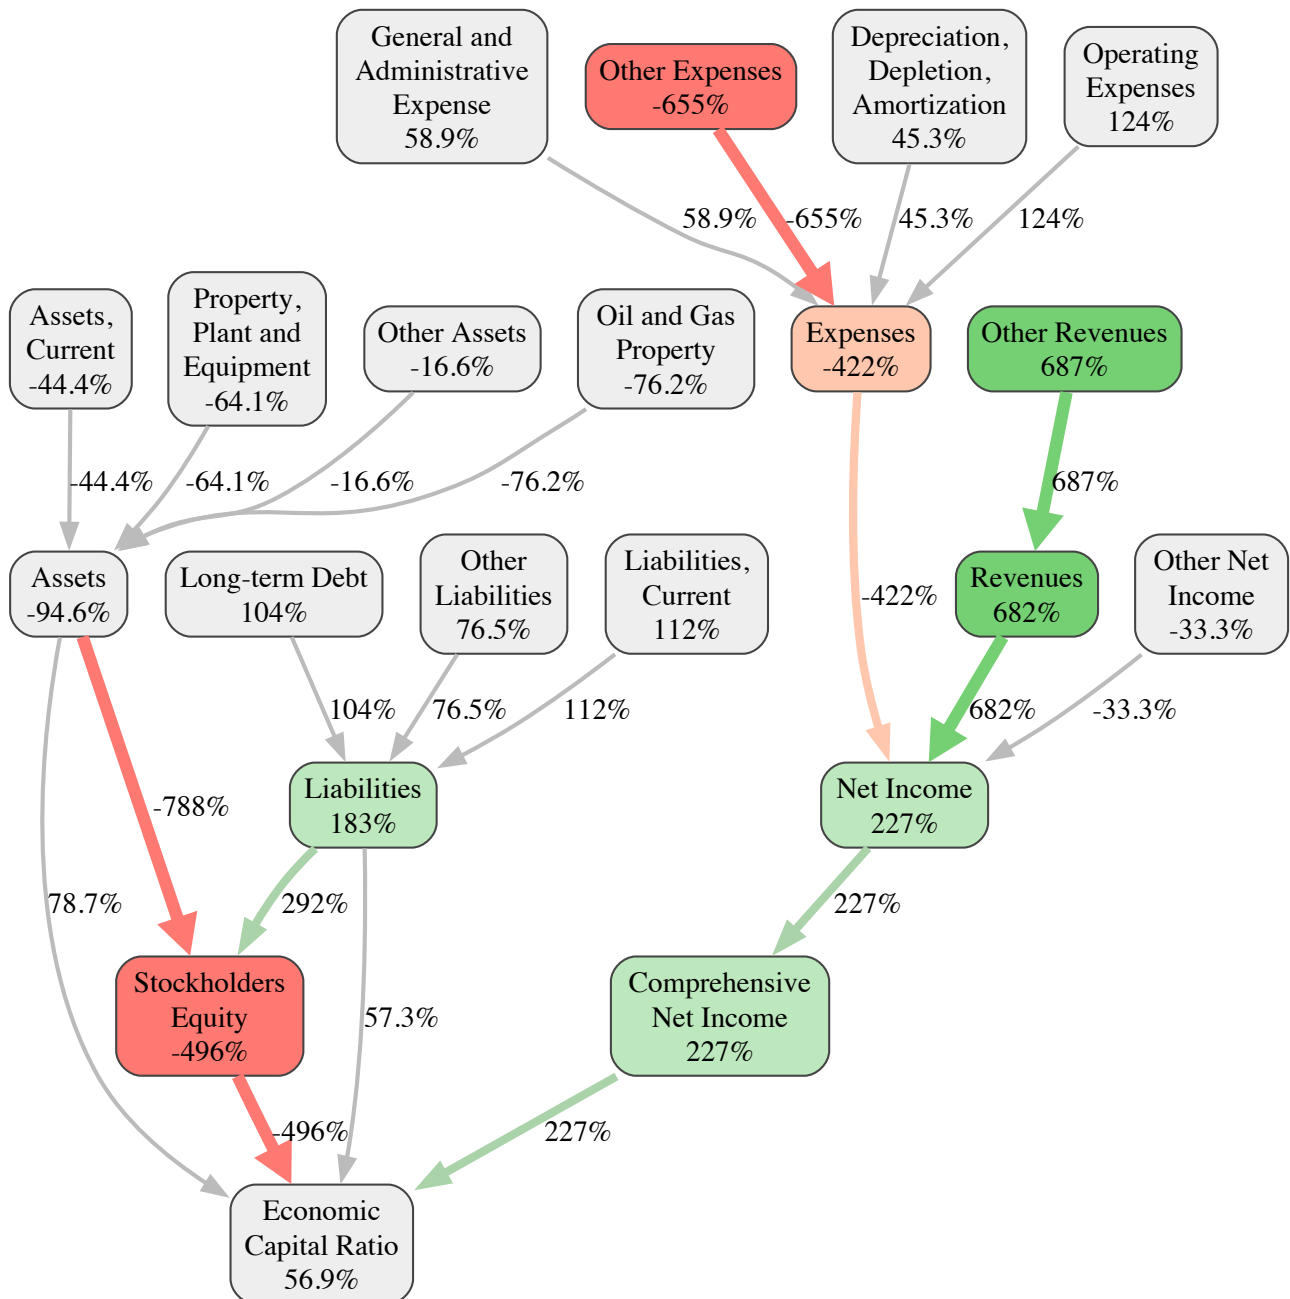 General and
Administrative
Expense
58.9%
Other Expenses
-655%
Depreciation,
Depletion,
Amortization
45.3%
Operating
Expenses
124%
58.9%
-655%
45.3%
124%
Assets,
Current
-44.4%
Property,
Plant and
Equipment
-64.1%
Other Assets
-16.6%
Oil and Gas
Property
-76.2%
Expenses
-422%
Other Revenues
687%
-44.4%
-64.1%
-16.6%
-76.2%
687%
Assets
-94.6%
Long-term Debt
104%
Other
Liabilities
76.5%
Liabilities,
Current
112%
-422%
Revenues
682%
Other Net
Income
-33.3%
104%
76.5%
112%
682%
-33.3%
-788%
Liabilities
183%
Net Income
227%
78.7%
292%
227%
Stockholders
Equity
-496%
57.3%
Comprehensive
Net Income
227%
-496%
227%
Economic
Capital Ratio
56.9%